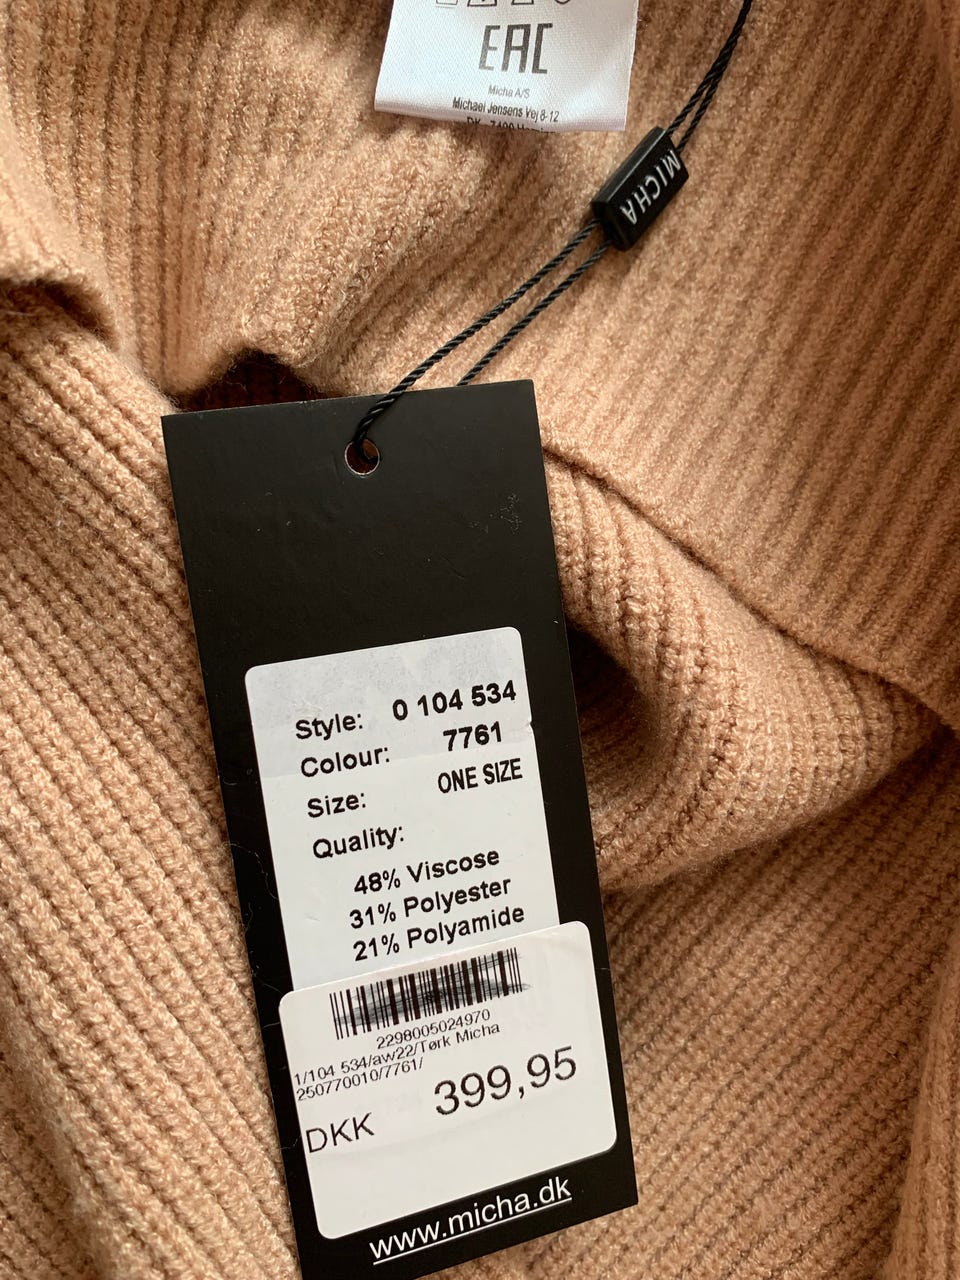 EAC
Micha A/S
Michael Jensens Vej 8-12
MICHA
Style: 0 104 534
Colour: 7761
Size: ONE SIZE
Quality:
48% Viscose
31% Polyester
21% Polyamide
2298005024970
1/104 534/aw22/Tørk Micha
250770010/7761/
DKK 399,95
www.micha.dk